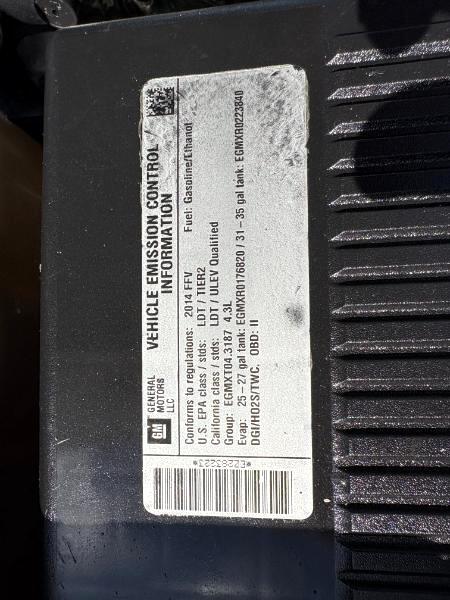 GM
GENERAL
MOTORS
LLC
VEHICLE EMISSION CONTROL
INFORMATION
Conforms to regulations: 2014 FFV Fuel: Gasoline/Ethanol
U.S. EPA class / stds: LDT / TIER2
California class / stds: LDT / ULEV Qualified
Group: EGMXT04.3187 4.3L
Evap: 25 – 27 gal tank: EGMXR0176820 / 31 – 35 gal tank: EGMXR0223840
DGI/HO2S/TWC, OBD: II
*E2283223*